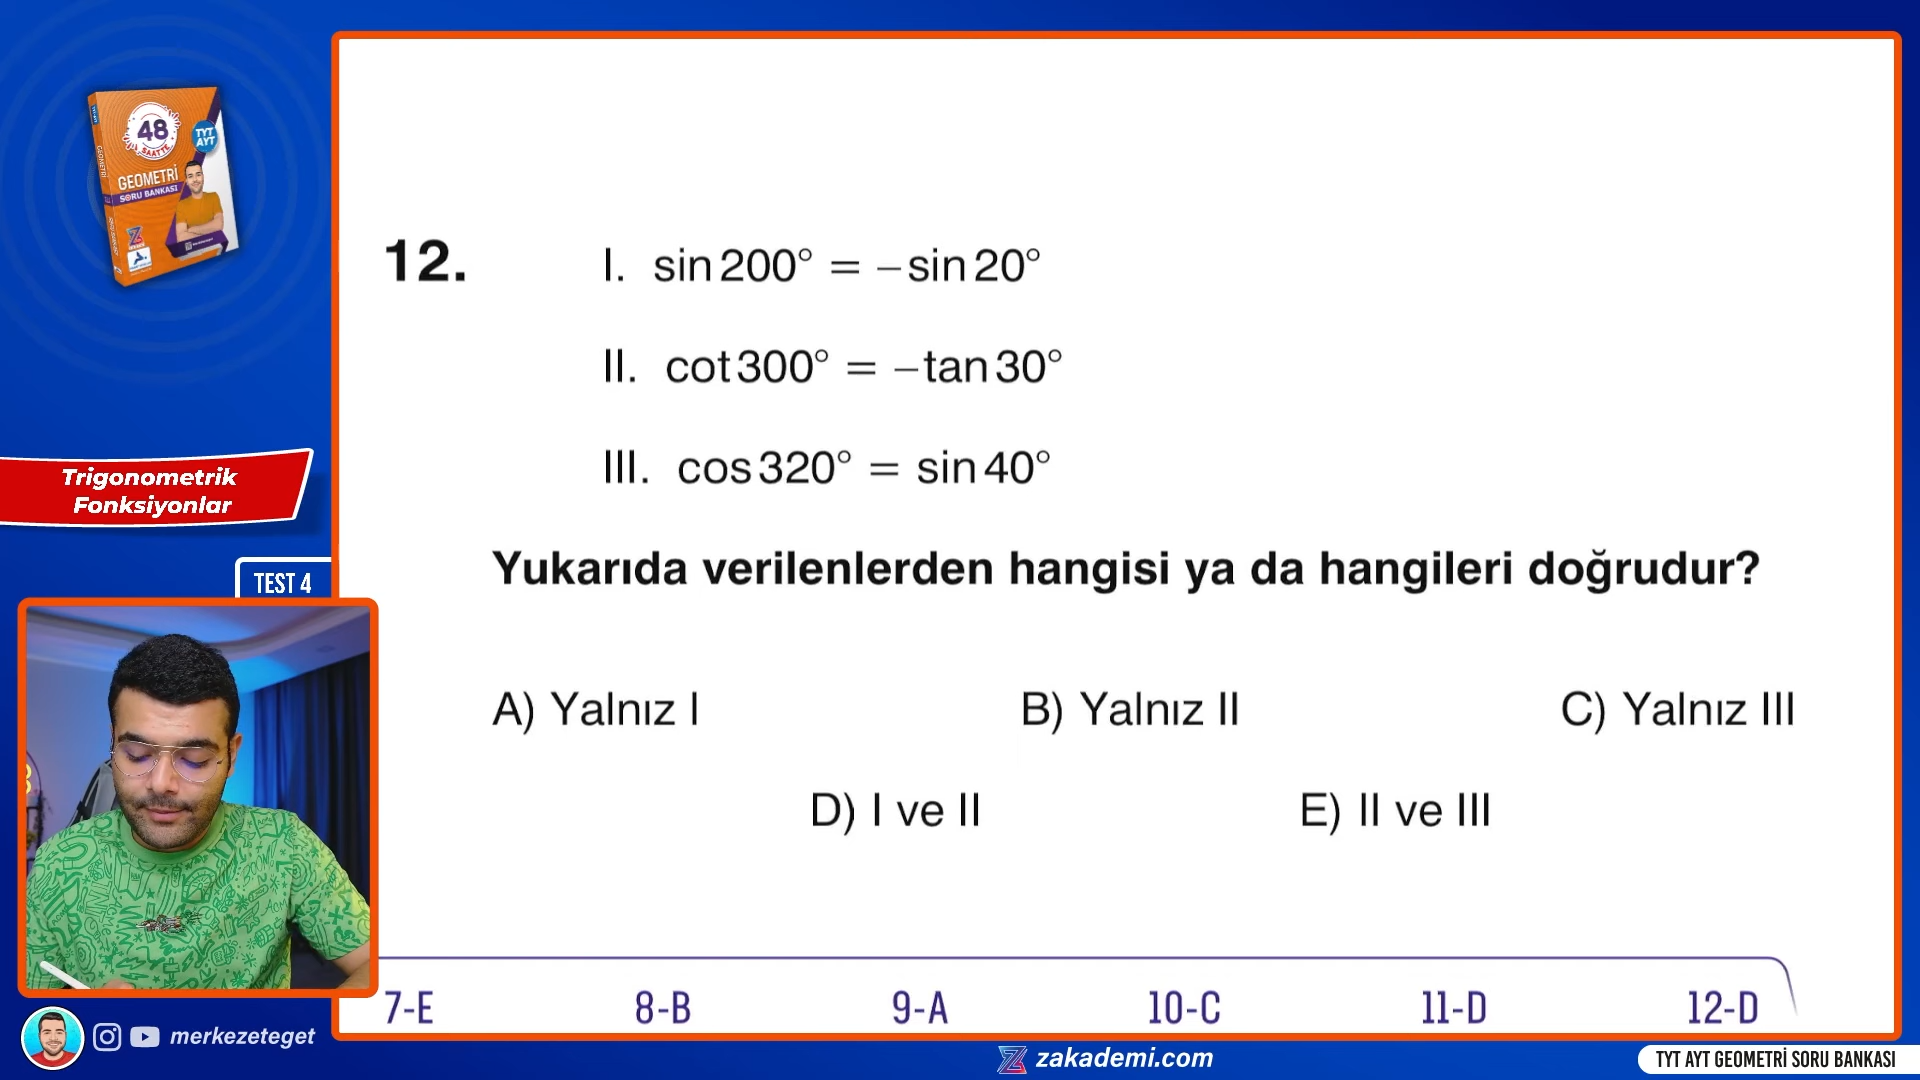 48
SAATTE
TYT
AYT
GEOMETRİ
SORU BANKASI
12.
I. sin 200° = –sin 20°
II. cot 300° = –tan 30°
III. cos 320° = sin 40°
Yukarıda verilenlerden hangisi ya da hangileri doğrudur?
A) Yalnız I
B) Yalnız II
C) Yalnız III
D) I ve II
E) II ve III
Trigonometrik
Fonksiyonlar
TEST 4
7-E 8-B 9-A 10-C 11-D 12-D
merkezeteget
zakademi.com
TYT AYT GEOMETRİ SORU BANKASI